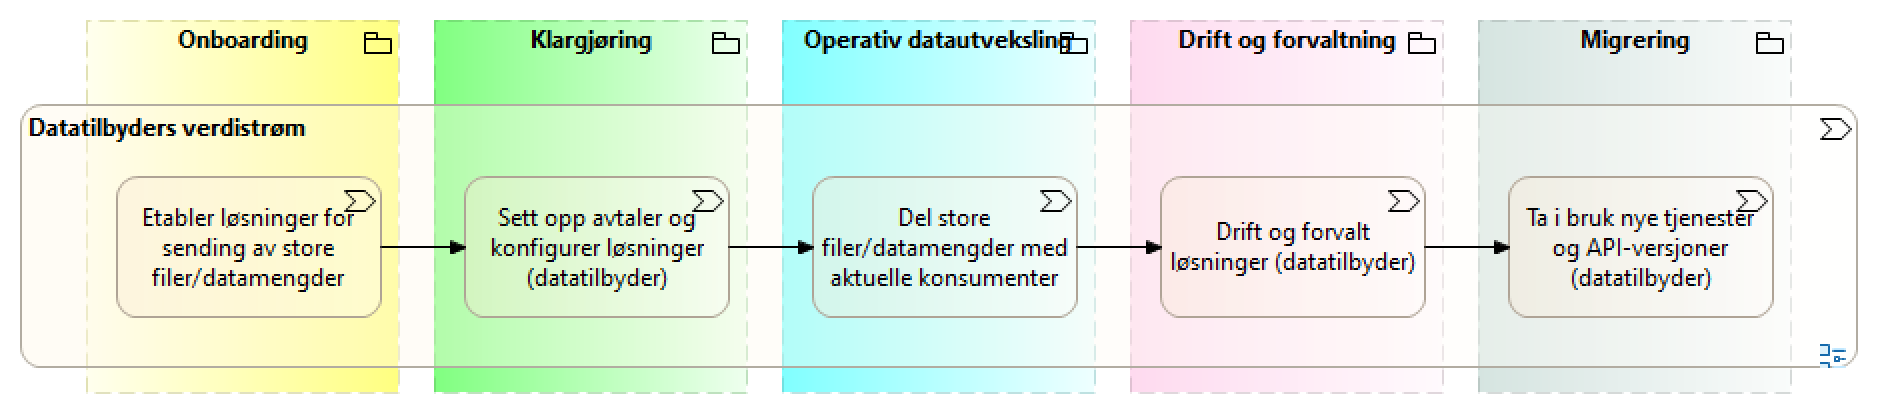 Onboarding
Klargjøring
Operativ datautveksling
Drift og forvaltning
Migrering
Datatilbyders verdistrøm
Etabler løsninger for
sending av store
filer/datamengder
Sett opp avtaler og
konfigurer løsninger
(datatilbyder)
Del store
filer/datamengder med
aktuelle konsumenter
Drift og forvalt
løsninger (datatilbyder)
Ta i bruk nye tjenester
og API-versjoner
(datatilbyder)